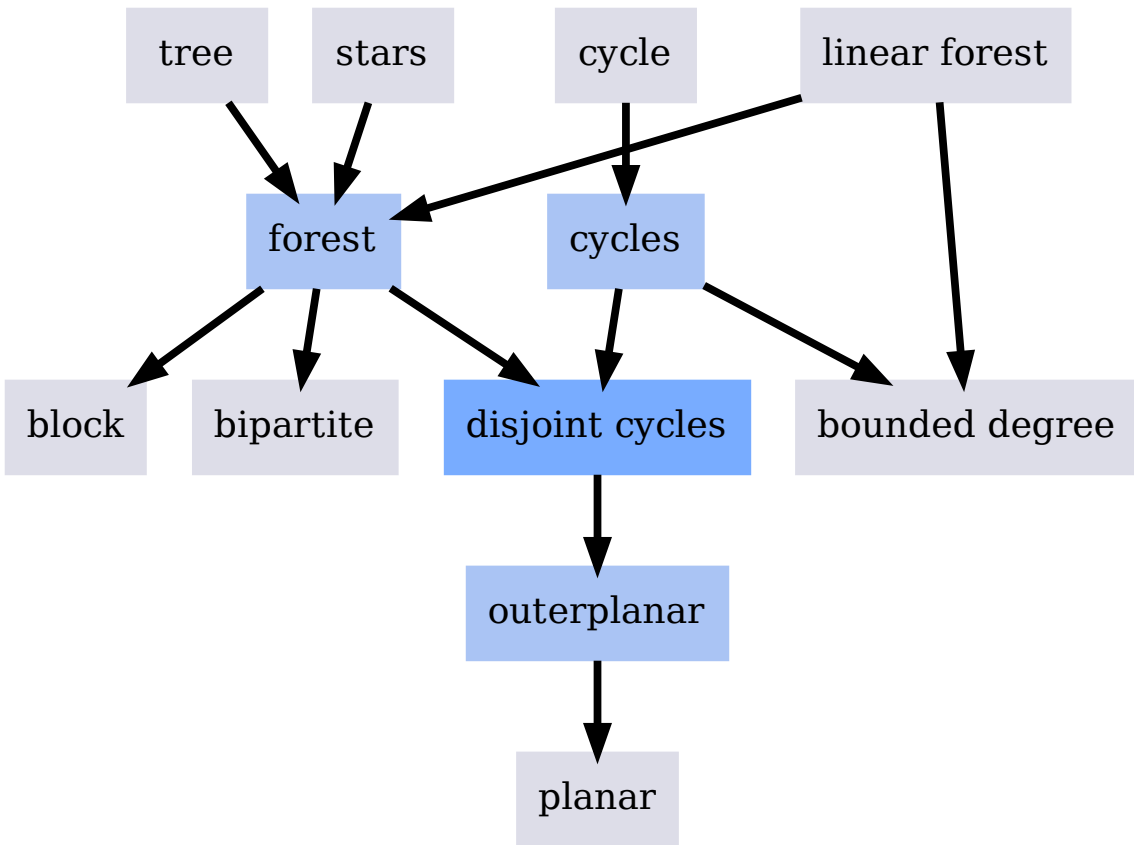 tree
stars
cycle
linear forest
forest
cycles
block
bipartite
disjoint cycles
bounded degree
outerplanar
planar